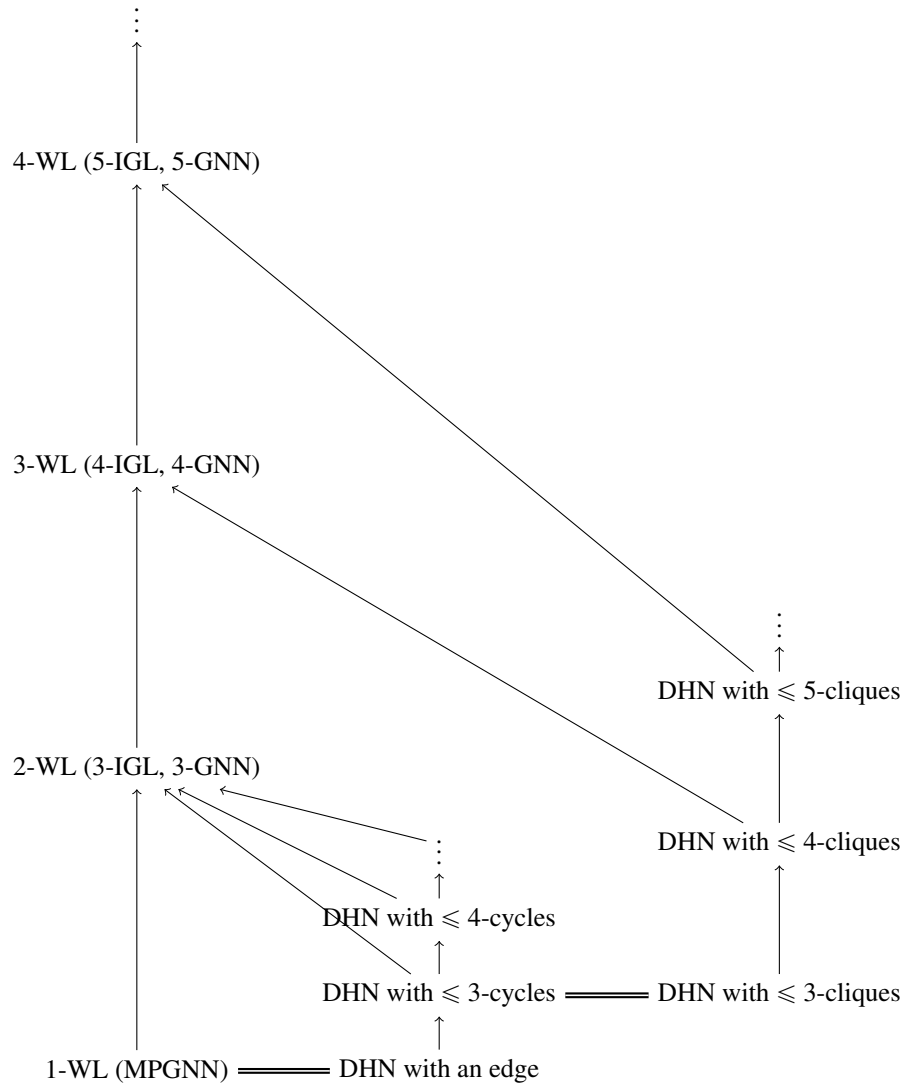 ⋮
4-WL (5-IGL, 5-GNN)
3-WL (4-IGL, 4-GNN)
⋮
DHN with ⩽ 5-cliques
2-WL (3-IGL, 3-GNN)
⋮
DHN with ⩽ 4-cliques
DHN with ⩽ 4-cycles
DHN with ⩽ 3-cycles
DHN with ⩽ 3-cliques
1-WL (MPGNN)
DHN with an edge